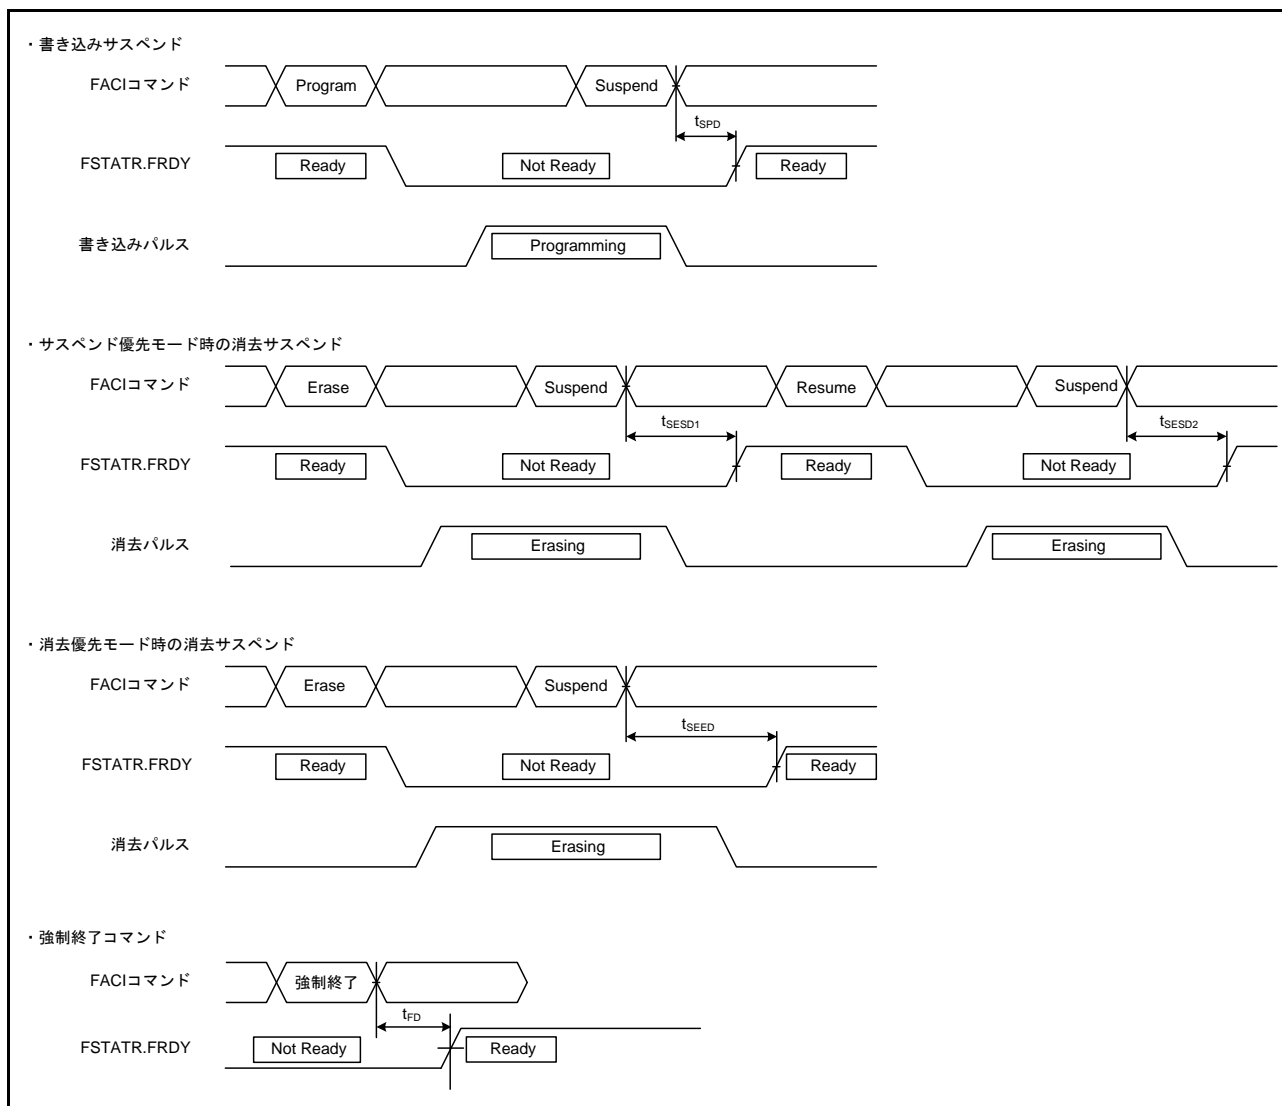 ・書き込みサスペンド
FACIコマンド Program Suspend
tSPD
FSTATR.FRDY Ready Not Ready Ready
書き込みパルス Programming
・サスペンド優先モード時の消去サスペンド
FACIコマンド Erase Suspend Resume Suspend
tSESD1 tSESD2
FSTATR.FRDY Ready Not Ready Ready Not Ready
消去パルス Erasing Erasing
・消去優先モード時の消去サスペンド
FACIコマンド Erase Suspend
tSEED
FSTATR.FRDY Ready Not Ready Ready
消去パルス Erasing
・強制終了コマンド
FACIコマンド 強制終了
tFD
FSTATR.FRDY Not Ready Ready